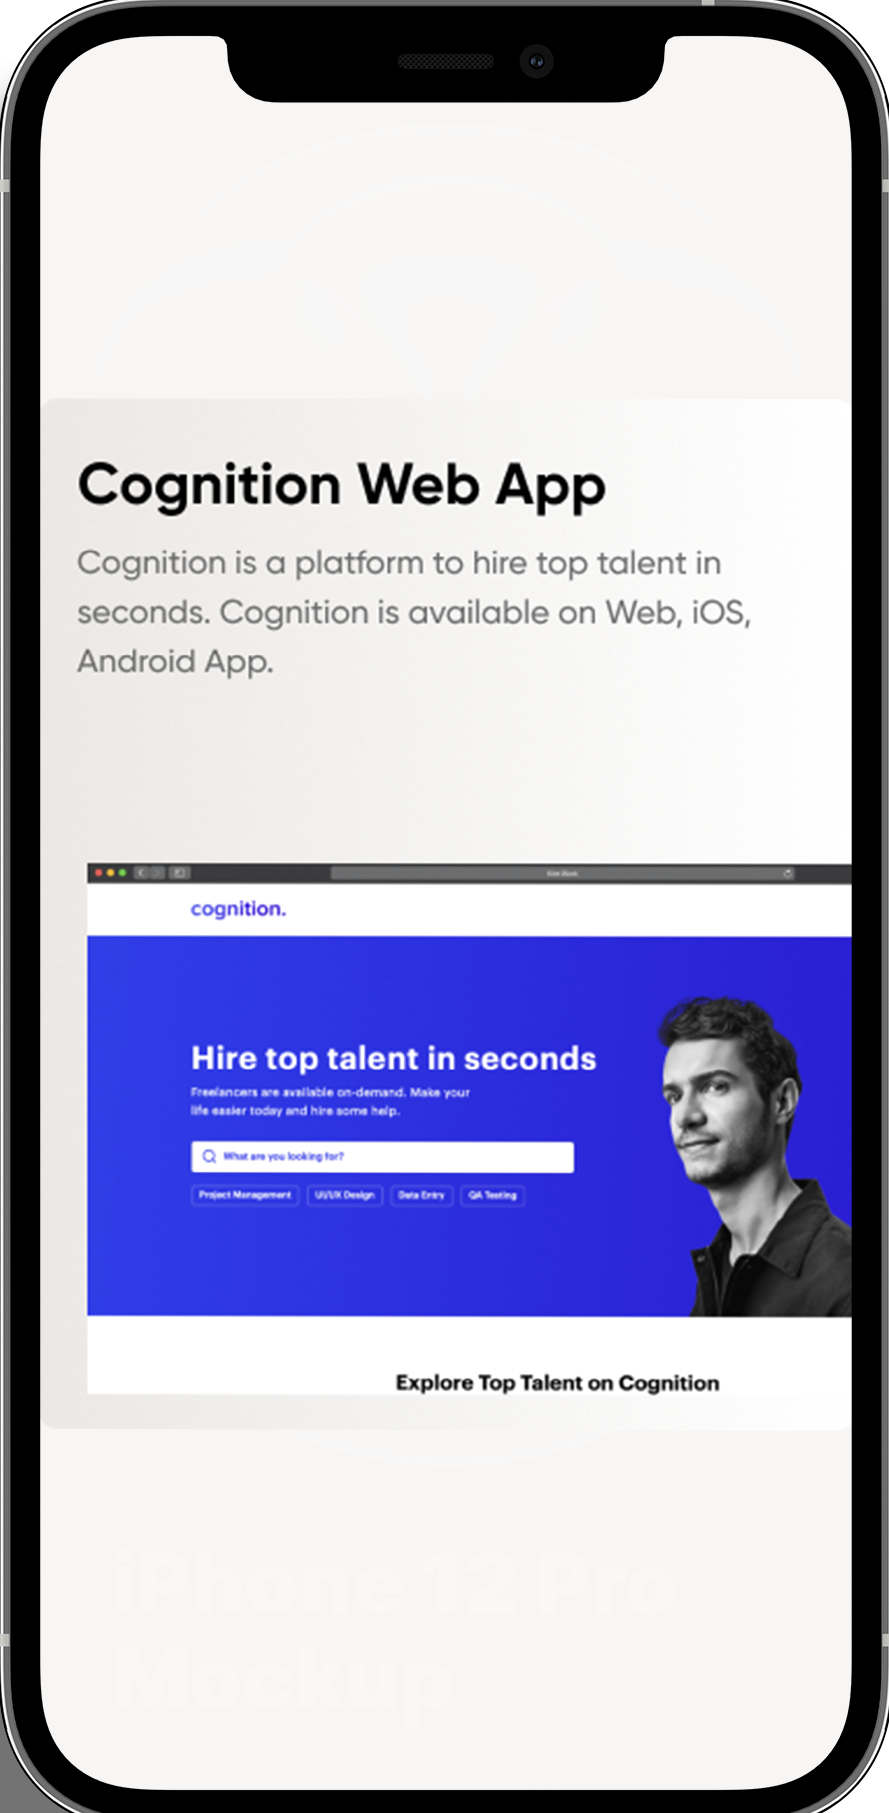 Cognition Web App
Cognition is a platform to hire top talent in
seconds. Cognition is available on Web, iOS,
Android App.
cognition.
Hire top talent in seconds
Freelancers are available on-demand. Make your
life easier today and hire some help.
What are you looking for?
Project Management UI/UX Design Data Entry QA Testing
Explore Top Talent on Cognition
iPhone 12 Pro
Mockup